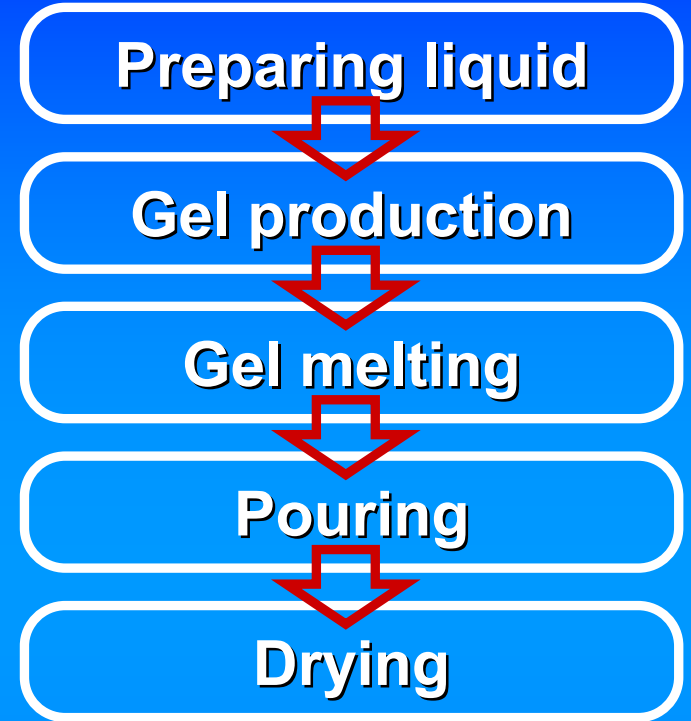 Preparing liquid
Gel production
Gel melting
Pouring
Drying